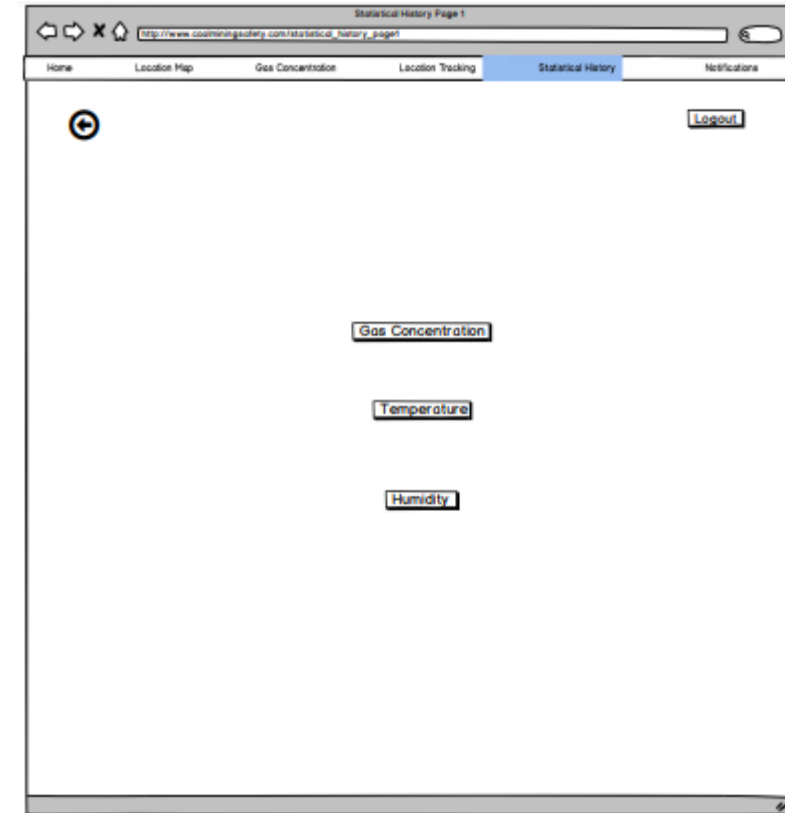 Statistical History Page 1
http://www.coalminingsafety.com/statistical_history_page1
Home Location Map Gas Concentration Location Tracking Statistical History Notifications
Logout
Gas Concentration
Temperature
Humidity